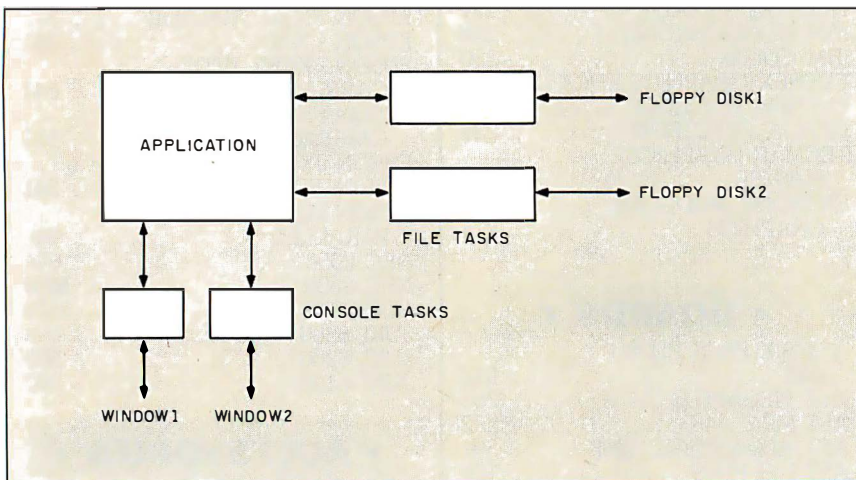 APPLICATION
FLOPPY DISK1
FLOPPY DISK2
FILE TASKS
CONSOLE TASKS
WINDOW1
WINDOW2